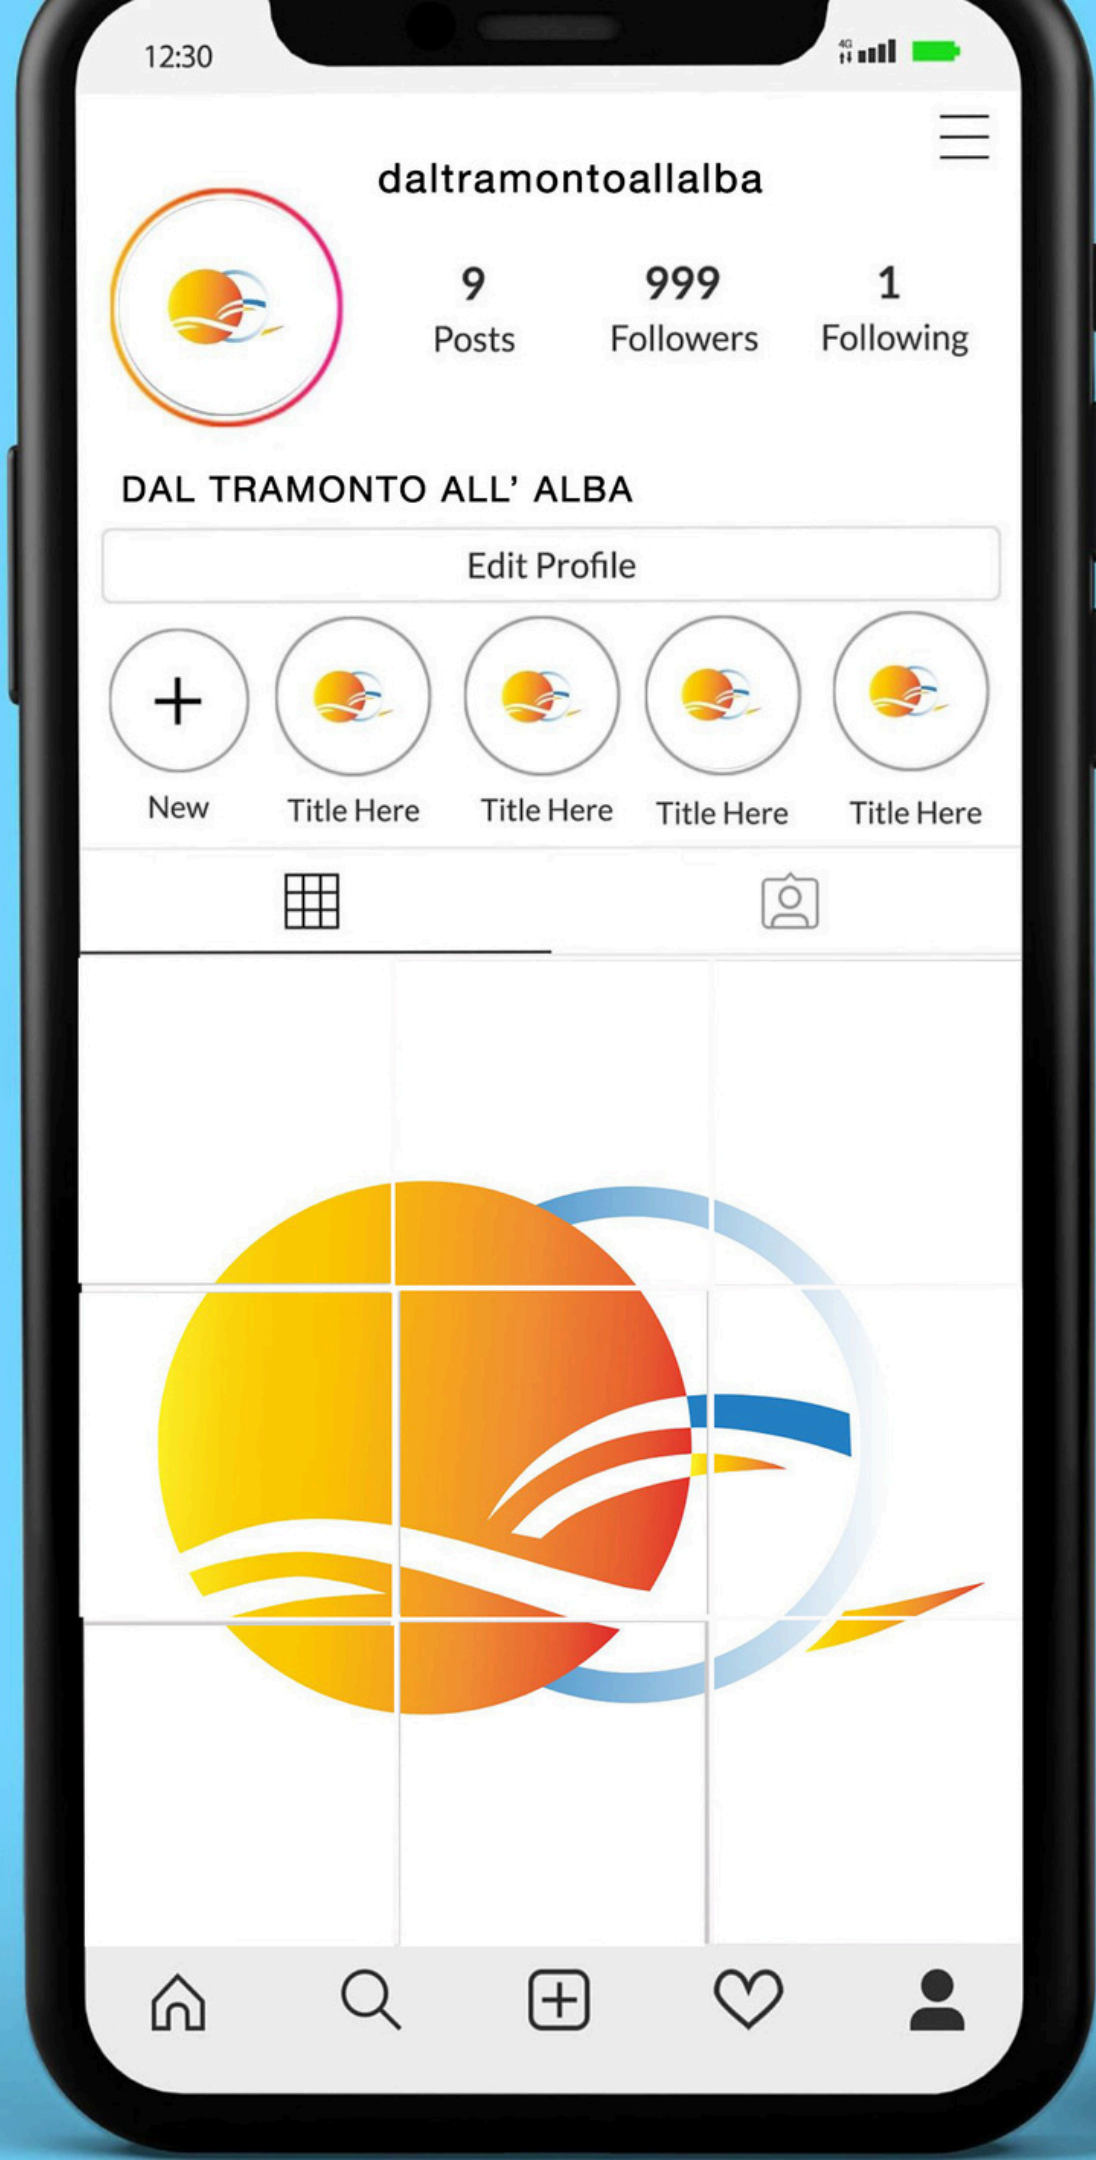 12:30
4G
daltramontoallalba
9 999 1
Posts Followers Following
DAL TRAMONTO ALL' ALBA
Edit Profile
New Title Here Title Here Title Here Title Here